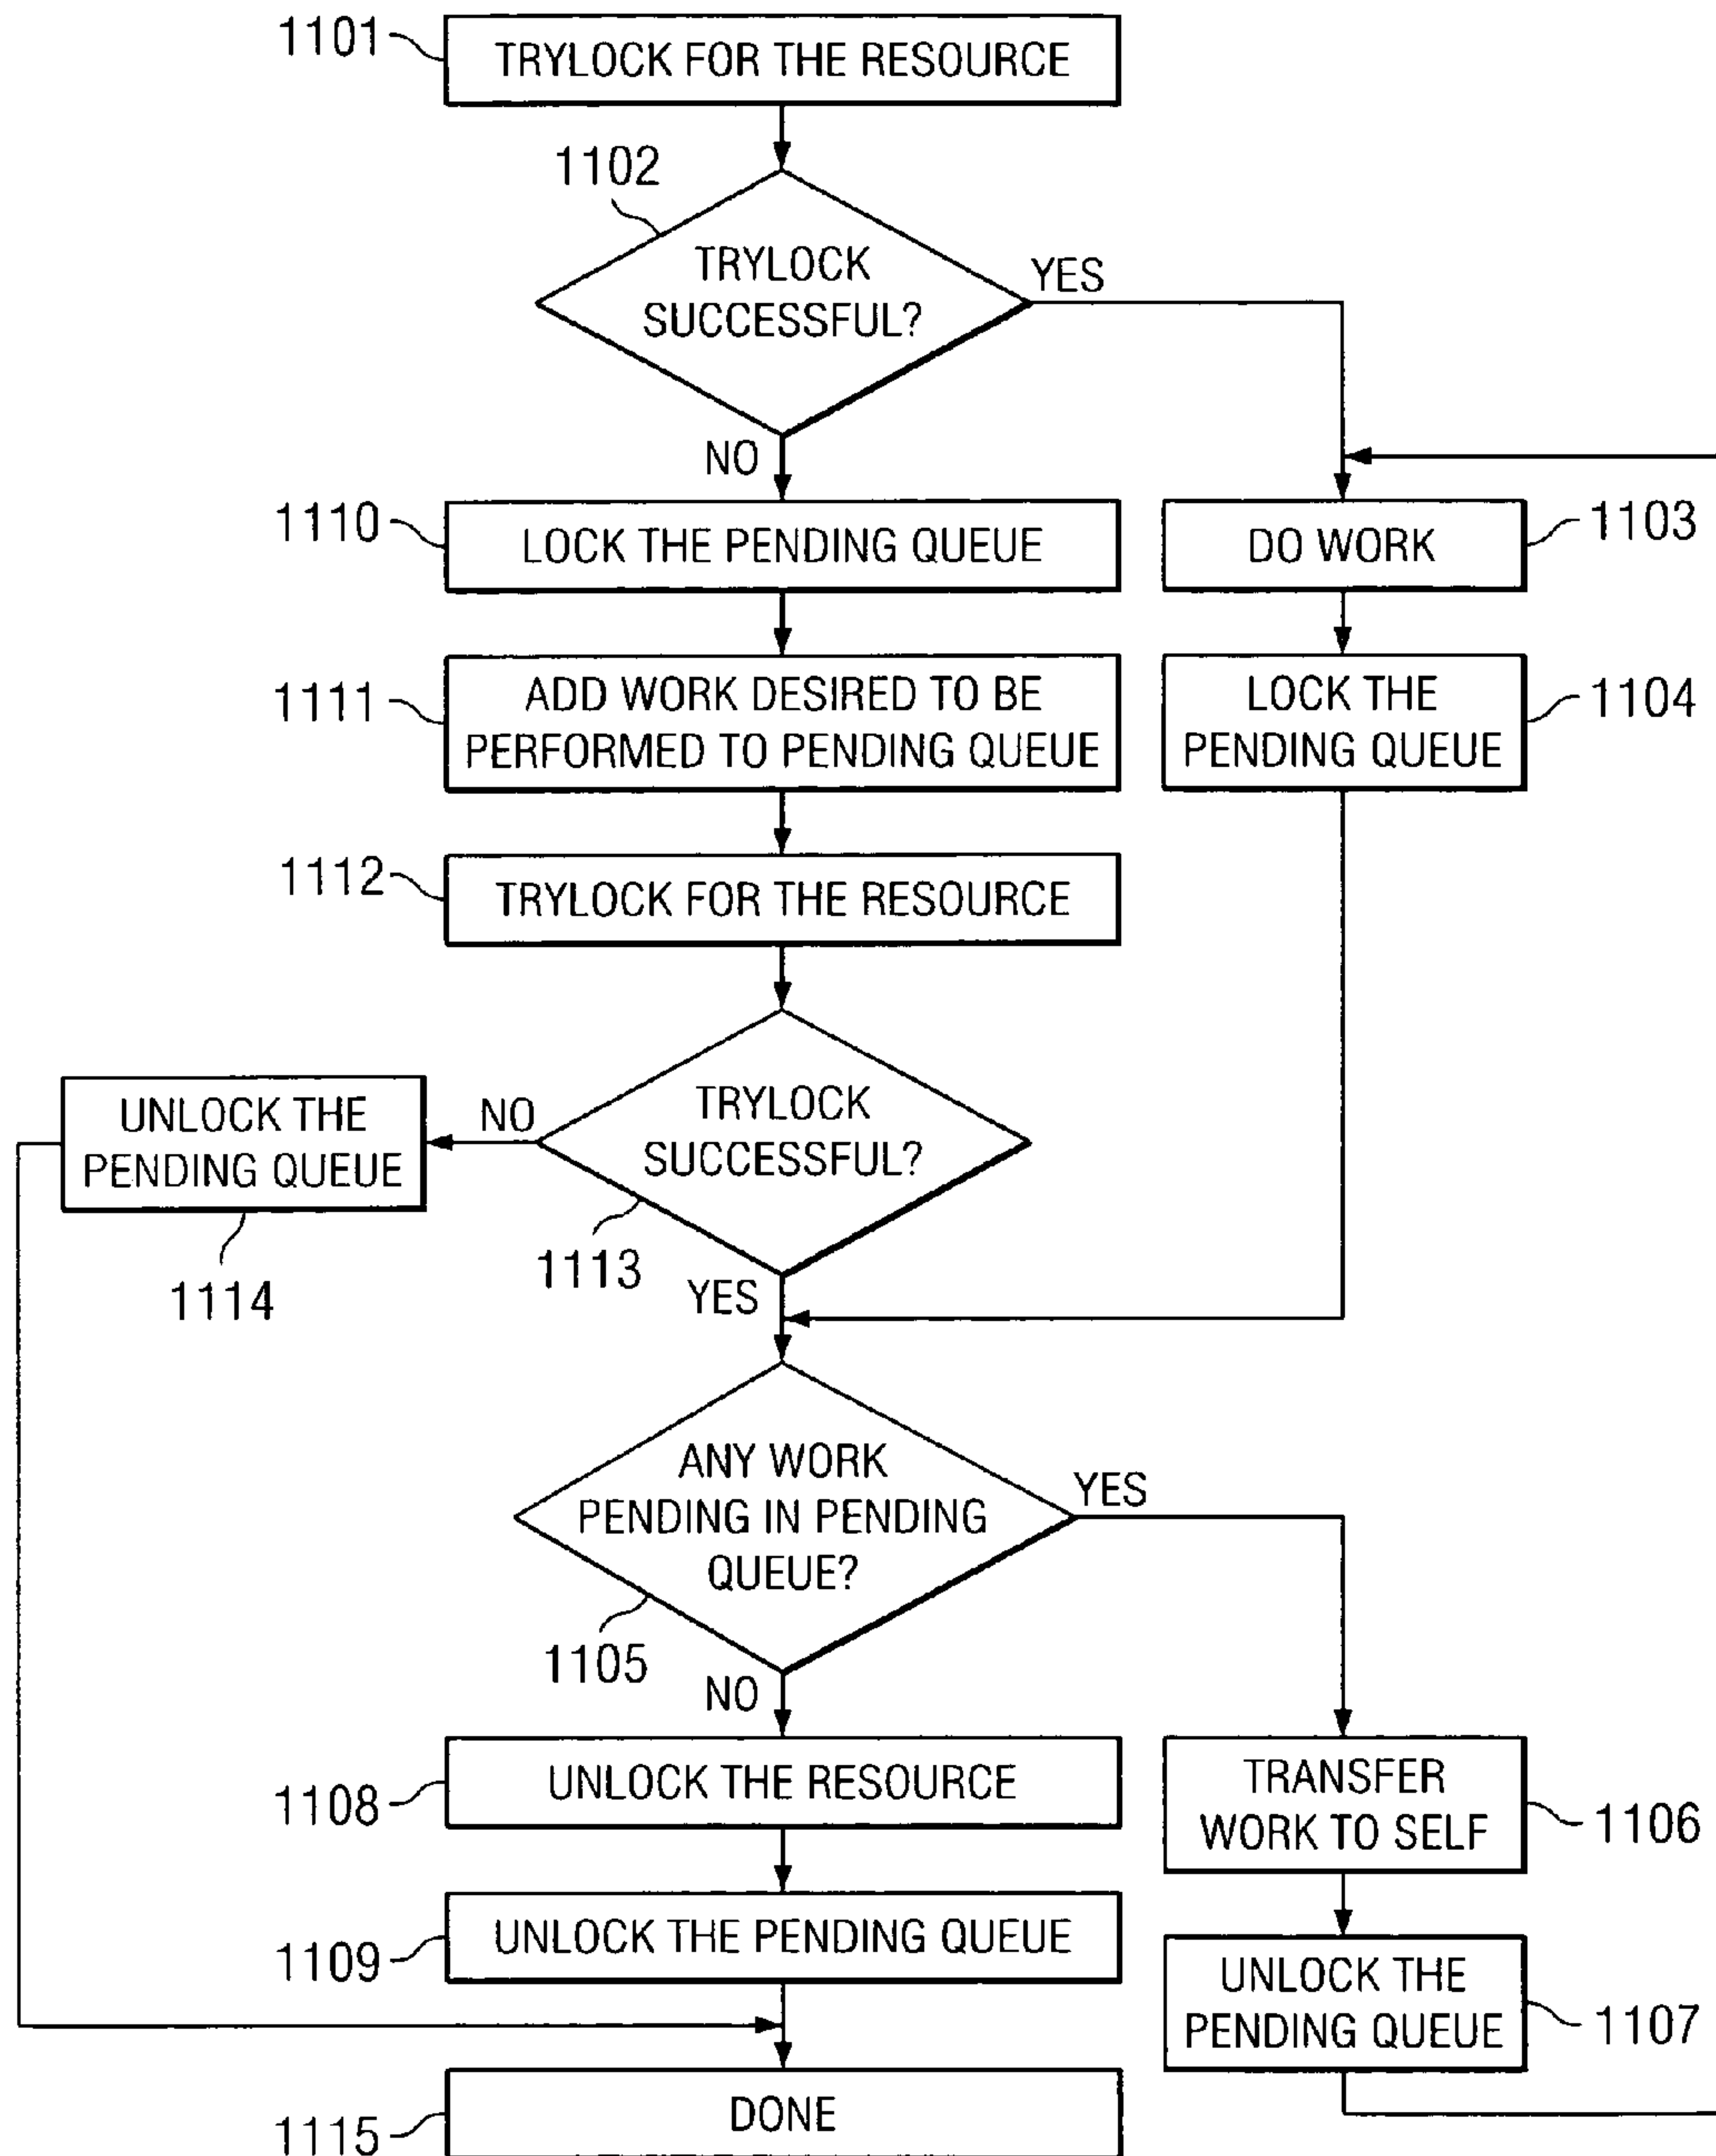 1101
TRYLOCK FOR THE RESOURCE
1102
TRYLOCK
SUCCESSFUL?
YES
NO
1110
LOCK THE PENDING QUEUE
DO WORK
1103
1111
ADD WORK DESIRED TO BE
PERFORMED TO PENDING QUEUE
LOCK THE
PENDING QUEUE
1104
1112
TRYLOCK FOR THE RESOURCE
UNLOCK THE
PENDING QUEUE
1114
NO
TRYLOCK
SUCCESSFUL?
1113
YES
ANY WORK
PENDING IN PENDING
QUEUE?
YES
1105
NO
1108
UNLOCK THE RESOURCE
TRANSFER
WORK TO SELF
1106
1109
UNLOCK THE PENDING QUEUE
UNLOCK THE
PENDING QUEUE
1107
1115
DONE